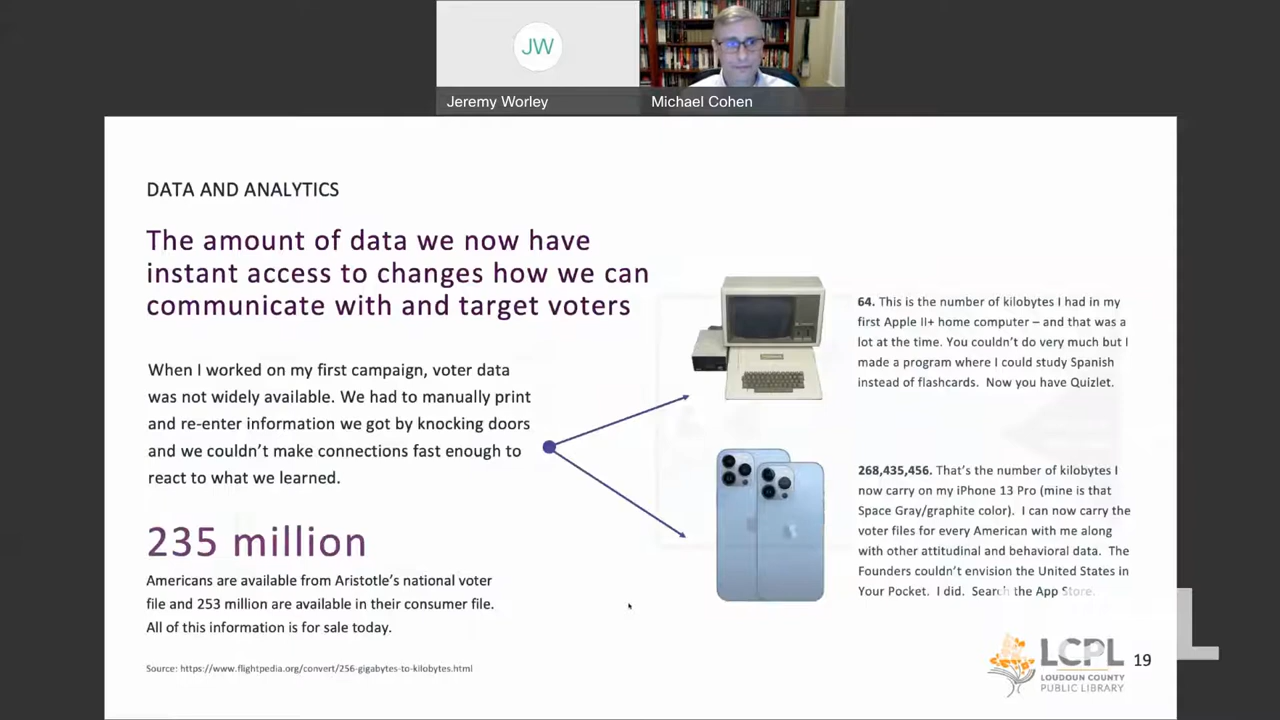 JW
Jeremy Worley
Michael Cohen
DATA AND ANALYTICS
The amount of data we now have
instant access to changes how we can
communicate with and target voters
When I worked on my first campaign, voter data
was not widely available. We had to manually print
and re-enter information we got by knocking doors
and we couldn't make connections fast enough to
react to what we learned.
235 million
Americans are available from Aristotle's national voter
file and 253 million are available in their consumer file.
All of this information is for sale today.
Source: https://www.flightpedia.org/convert/256-gigabytes-to-kilobytes.html
64. This is the number of kilobytes I had in my
first Apple II+ home computer – and that was a
lot at the time. You couldn't do very much but I
made a program where I could study Spanish
instead of flashcards. Now you have Quizlet.
268,435,456. That's the number of kilobytes I
now carry on my iPhone 13 Pro (mine is that
Space Gray/graphite color). I can now carry the
voter files for every American with me along
with other attitudinal and behavioral data. The
Founders couldn't envision the United States in
Your Pocket. I did. Search the App Store.
LCPL
LOUDOUN COUNTY
PUBLIC LIBRARY
19
L